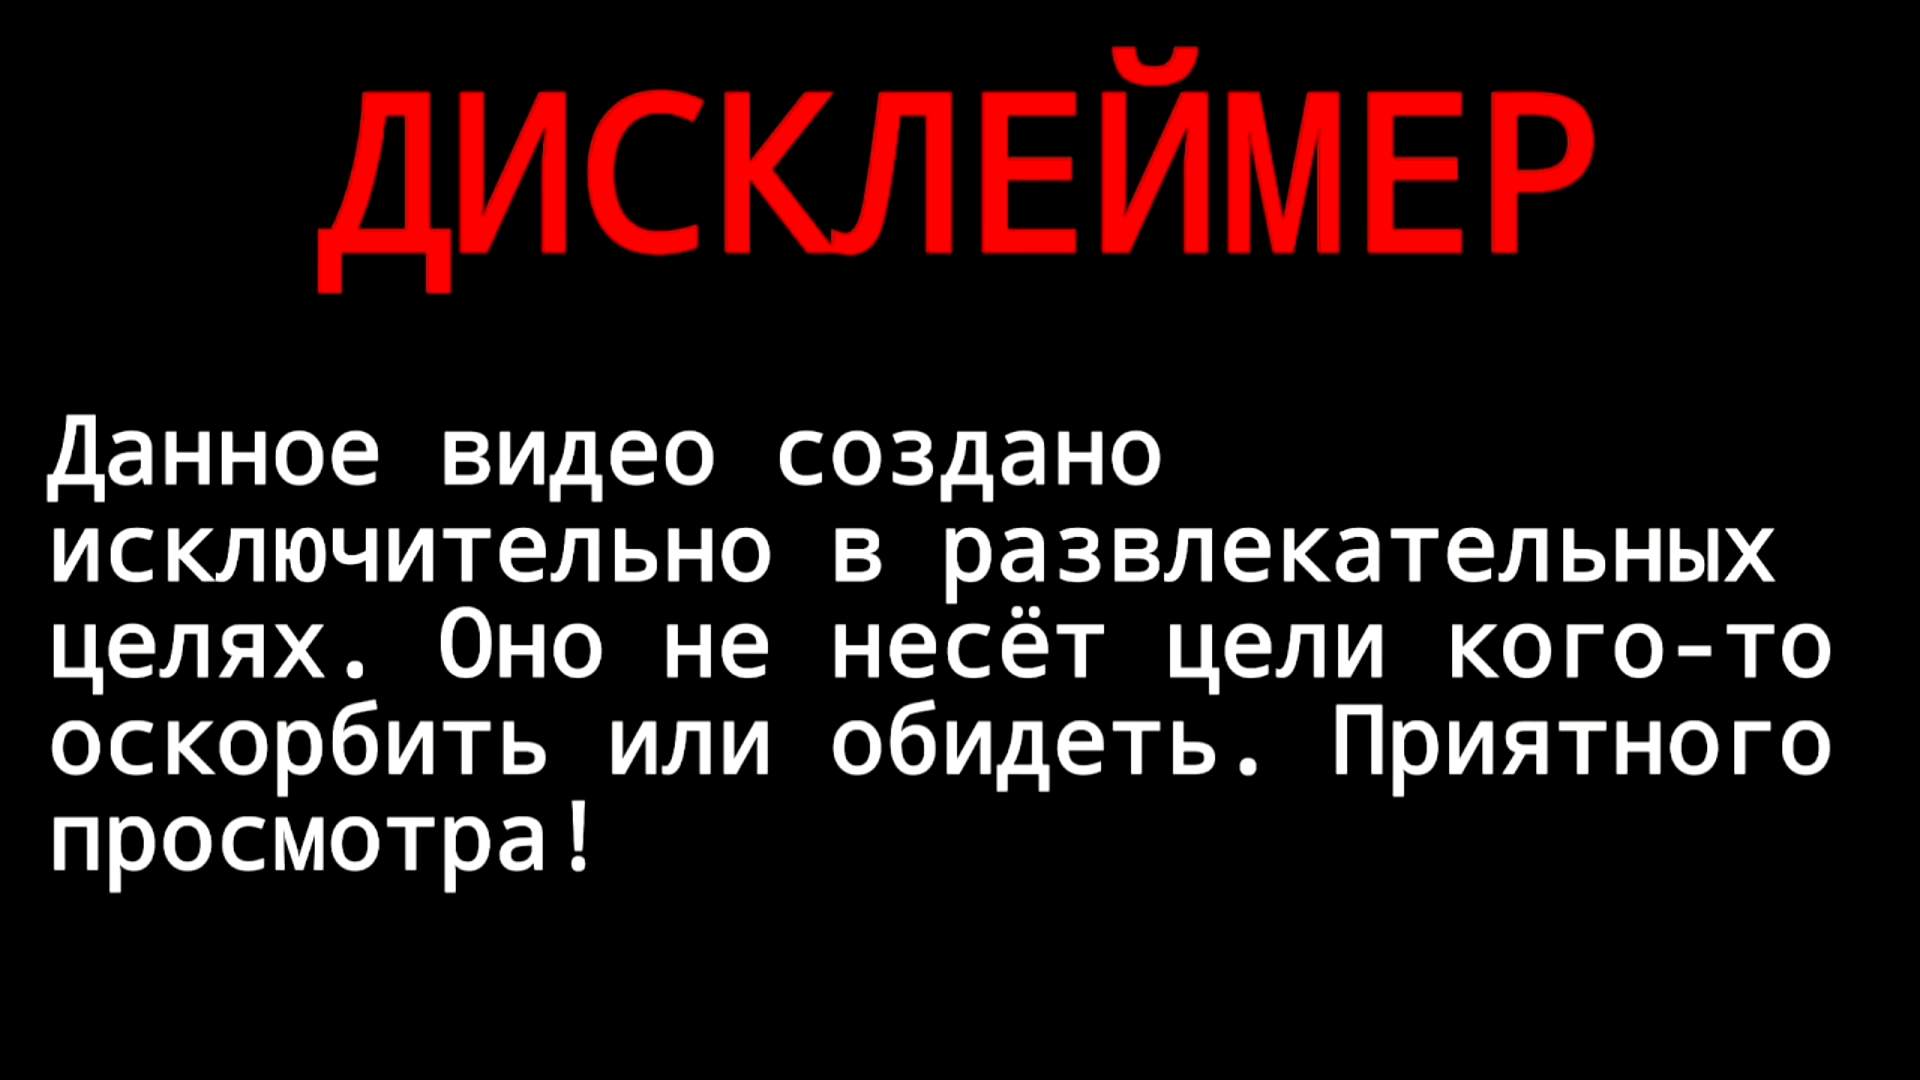 ДИСКЛЕЙМЕР
Данное видео создано
исключительно в развлекательных
целях. Оно не несёт цели кого-то
оскорбить или обидеть. Приятного
просмотра!